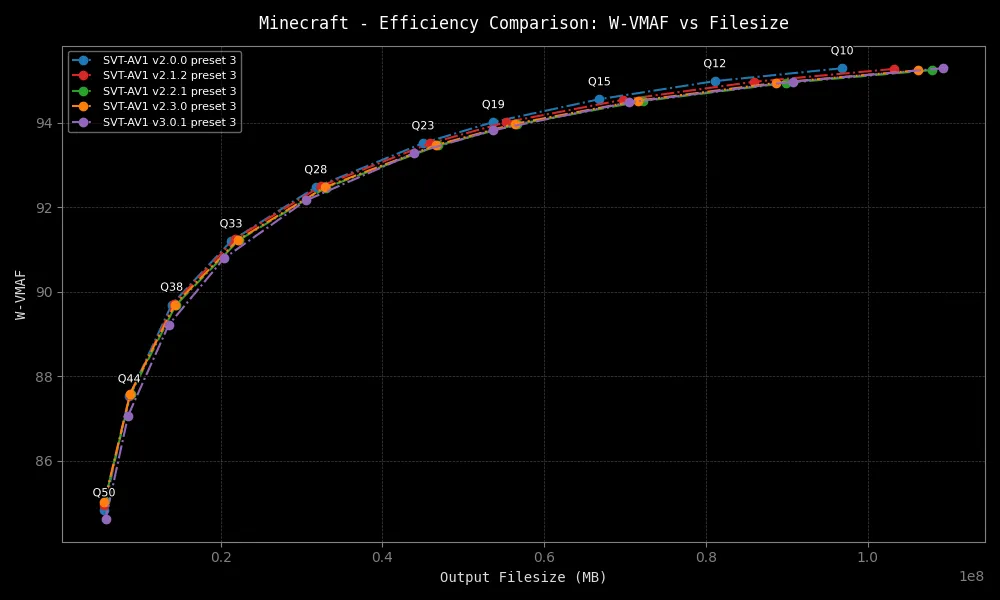 Minecraft - Efficiency Comparison: W-VMAF vs Filesize
SVT-AV1 v2.0.0 preset 3
SVT-AV1 v2.1.2 preset 3
SVT-AV1 v2.2.1 preset 3
SVT-AV1 v2.3.0 preset 3
SVT-AV1 v3.0.1 preset 3
Q10
Q12
Q15
Q19
Q23
Q28
Q33
Q38
Q44
Q50
94
92
90
88
86
W-VMAF
0.2
0.4
0.6
0.8
1.0
1e8
Output Filesize (MB)